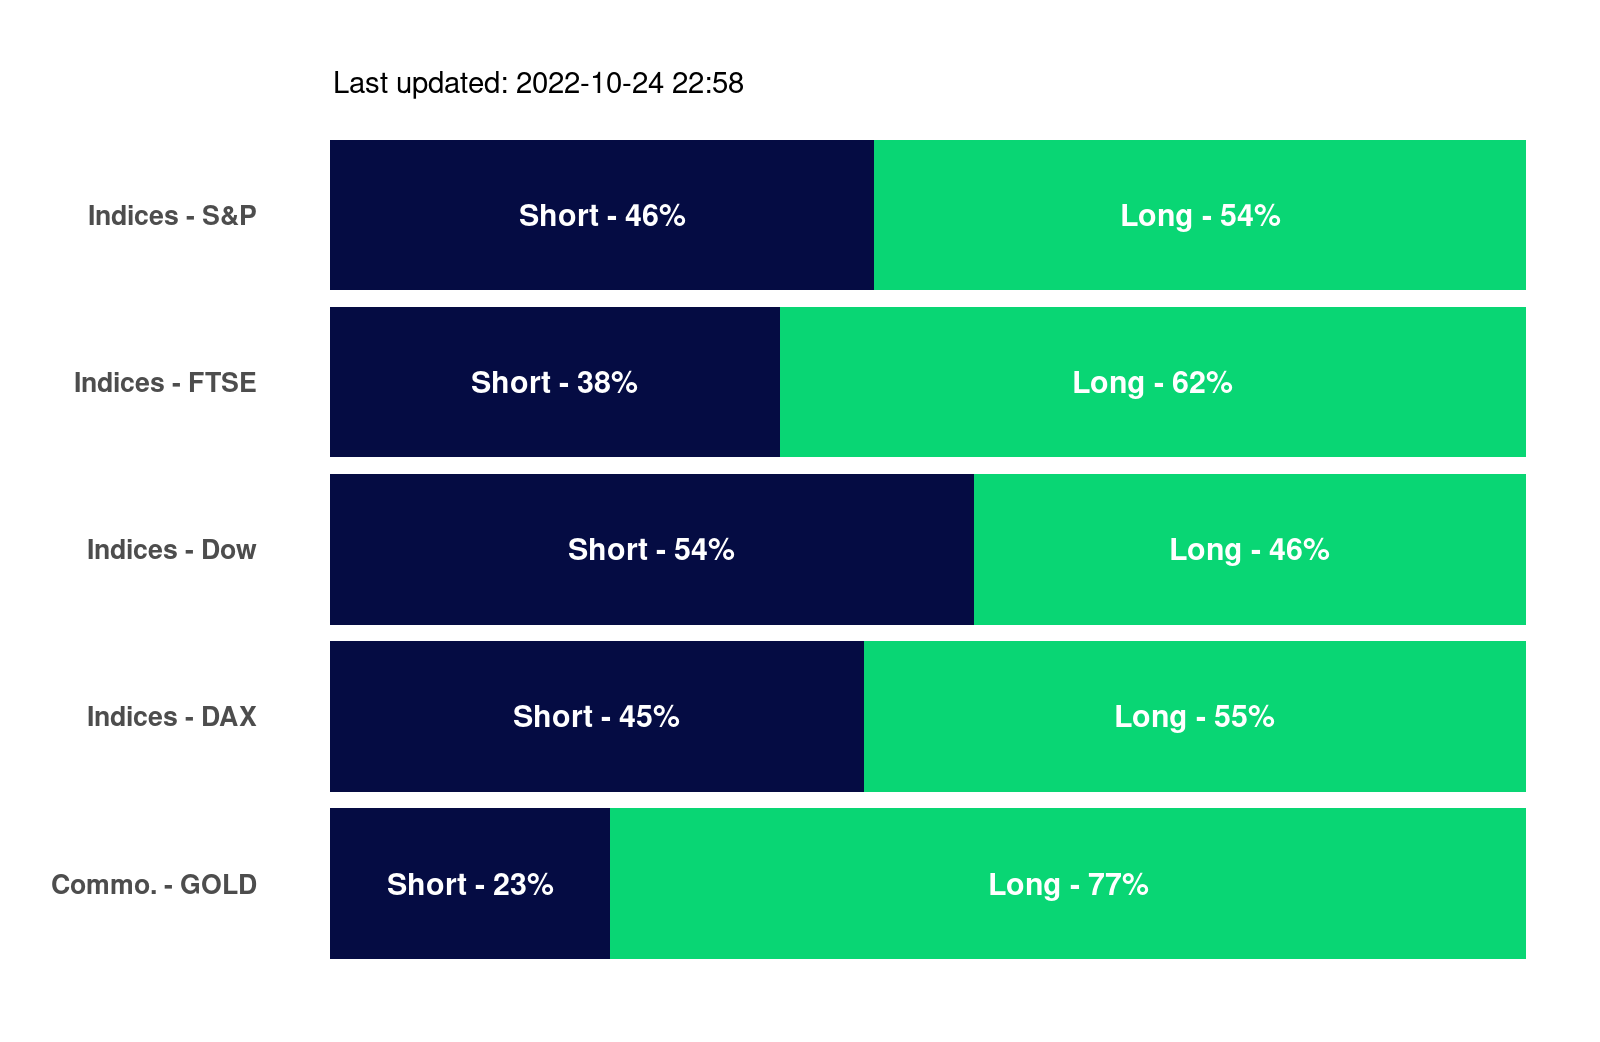 Last updated: 2022-10-24 22:58
Indices - S&P Short - 46% Long - 54%
Indices - FTSE Short - 38% Long - 62%
Indices - Dow Short - 54% Long - 46%
Indices - DAX Short - 45% Long - 55%
Commo. - GOLD Short - 23% Long - 77%